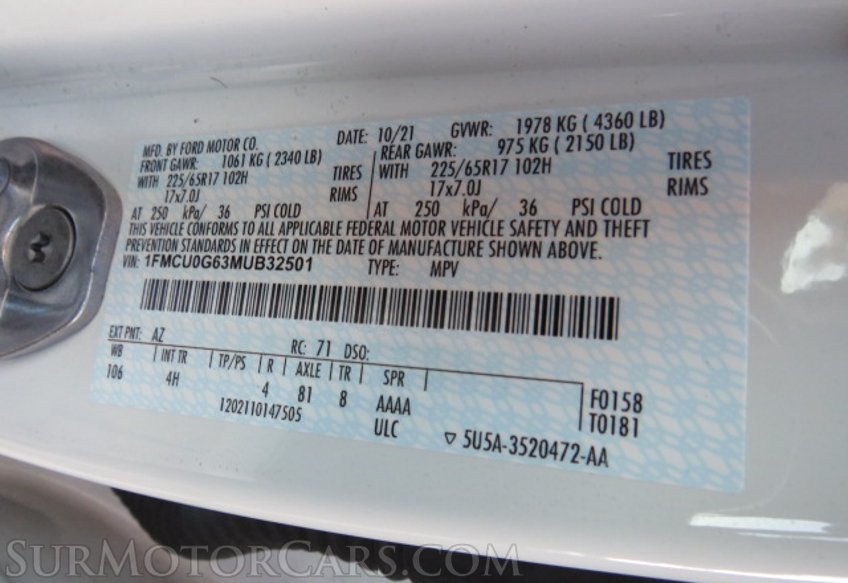 MFD. BY FORD MOTOR CO. DATE: 10/21 GVWR: 1978 KG ( 4360 LB)
FRONT GAWR: 1061 KG ( 2340 LB) REAR GAWR: 975 KG ( 2150 LB)
WITH 225/65R17 102H TIRES WITH 225/65R17 102H TIRES
17x7.0J RIMS 17x7.0J RIMS
AT 250 kPa/ 36 PSI COLD AT 250 kPa/ 36 PSI COLD
THIS VEHICLE CONFORMS TO ALL APPLICABLE FEDERAL MOTOR VEHICLE SAFETY AND THEFT
PREVENTION STANDARDS IN EFFECT ON THE DATE OF MANUFACTURE SHOWN ABOVE.
VIN: 1FMCU0G63MUB32501 TYPE: MPV
EXT PNT: AZ RC: 71 DSO:
WB INT TR TP/PS R AXLE TR SPR
106 4H 4 81 8 AAAA F0158
1202110147505 ULC T0181
▽ 5U5A-3520472-AA
SURMOTORCARS.COM